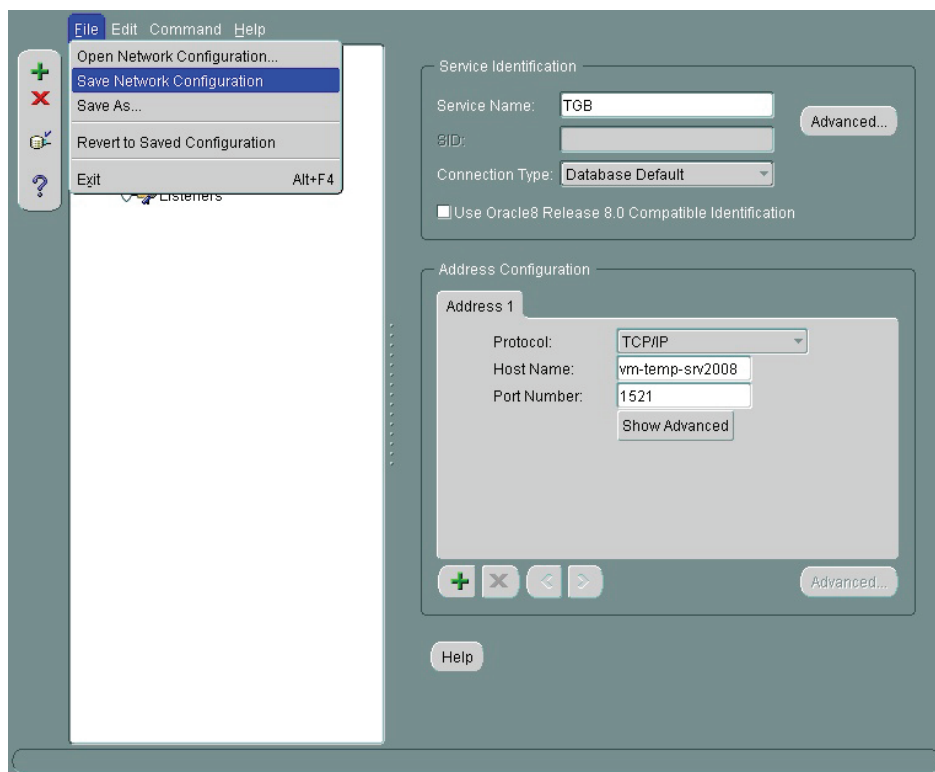 File Edit Command Help
Open Network Configuration...
Save Network Configuration
Save As...
Revert to Saved Configuration
Exit Alt+F4
Listeners
Service Identification
Service Name: TGB
Advanced...
SID:
Connection Type: Database Default
Use Oracle8 Release 8.0 Compatible Identification
Address Configuration
Address 1
Protocol: TCP/IP
Host Name: vm-temp-srv2008
Port Number: 1521
Show Advanced
Advanced...
Help